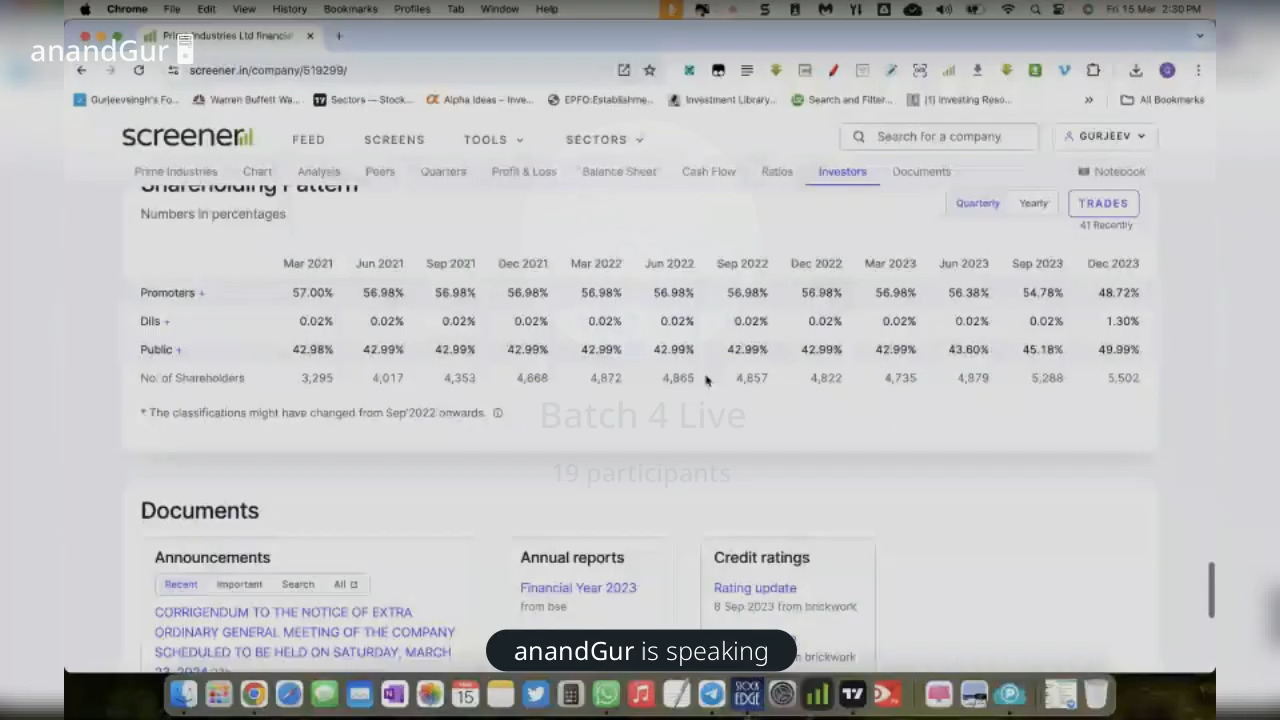 Chrome File Edit View History Bookmarks Profiles Tab Window Help Fri 15 Mar 2:30 PM
anandGur
Prime Industries Ltd financia
screener.in/company/519299/
Gurjeevsingh's Fo... Warren Buffett Wa... Sectors — Stock... Alpha Ideas – Inve... EPFO:Establishme... Investment Library... Search and Filter... (1) Investing Reso... » All Bookmarks
screener FEED SCREENS TOOLS SECTORS Search for a company GURJEEV
Prime Industries Chart Analysis Peers Quarters Profit & Loss Balance Sheet Cash Flow Ratios Investors Documents Notebook
Shareholding Pattern
Numbers in percentages Quarterly Yearly TRADES
41 Recently
Mar 2021 Jun 2021 Sep 2021 Dec 2021 Mar 2022 Jun 2022 Sep 2022 Dec 2022 Mar 2023 Jun 2023 Sep 2023 Dec 2023
Promoters + 57.00% 56.98% 56.98% 56.98% 56.98% 56.98% 56.98% 56.98% 56.98% 56.38% 54.78% 48.72%
DIIs + 0.02% 0.02% 0.02% 0.02% 0.02% 0.02% 0.02% 0.02% 0.02% 0.02% 0.02% 1.30%
Public + 42.98% 42.99% 42.99% 42.99% 42.99% 42.99% 42.99% 42.99% 42.99% 43.60% 45.18% 49.99%
No. of Shareholders 3,295 4,017 4,353 4,668 4,872 4,865 4,857 4,822 4,735 4,879 5,288 5,502
* The classifications might have changed from Sep'2022 onwards.
Batch 4 Live
19 participants
Documents
Announcements Annual reports Credit ratings
Recent Important Search All
Financial Year 2023 Rating update
from bse 8 Sep 2023 from brickwork
CORRIGENDUM TO THE NOTICE OF EXTRA
ORDINARY GENERAL MEETING OF THE COMPANY
SCHEDULED TO BE HELD ON SATURDAY, MARCH
23, 2024
brickwork
anandGur is speaking
15
STOCK
EDGE